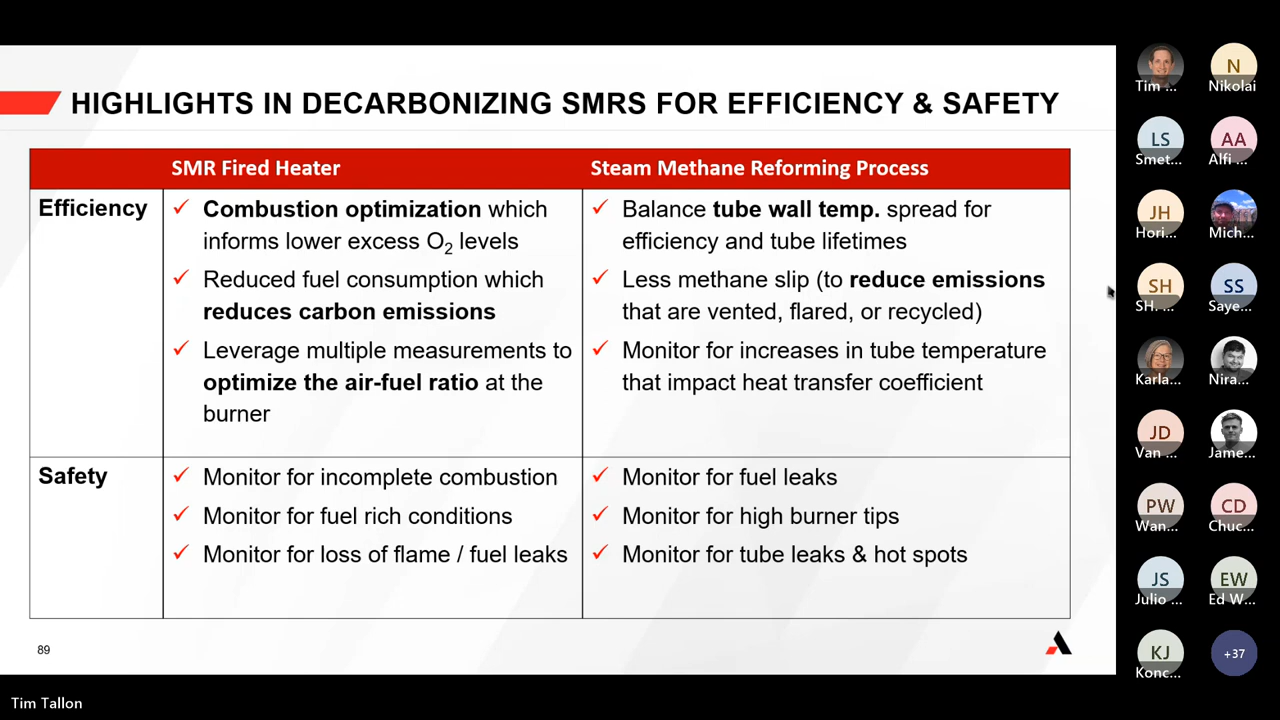 HIGHLIGHTS IN DECARBONIZING SMRS FOR EFFICIENCY & SAFETY
SMR Fired Heater
Steam Methane Reforming Process
Efficiency
✓ Combustion optimization which
informs lower excess O₂ levels
✓ Reduced fuel consumption which
reduces carbon emissions
✓ Leverage multiple measurements to
optimize the air-fuel ratio at the
burner
✓ Balance tube wall temp. spread for
efficiency and tube lifetimes
✓ Less methane slip (to reduce emissions
that are vented, flared, or recycled)
✓ Monitor for increases in tube temperature
that impact heat transfer coefficient
Safety
✓ Monitor for incomplete combustion
✓ Monitor for fuel rich conditions
✓ Monitor for loss of flame / fuel leaks
✓ Monitor for fuel leaks
✓ Monitor for high burner tips
✓ Monitor for tube leaks & hot spots
89
Tim Tallon
Tim ...
N
Nikolai
LS
Smet...
AA
Alfi ...
JH
Hori...
Mich...
SH
SH. ...
SS
Saye...
Karla...
Nira...
JD
Van ...
Jame...
PW
Wan...
CD
Chuc...
JS
Julio ...
EW
Ed W...
KJ
Konc...
+37